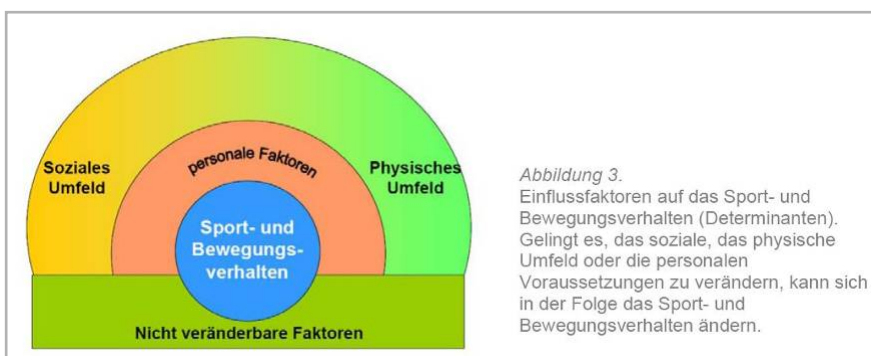 Soziales
Umfeld
personale Faktoren
Physisches
Umfeld
Sport- und
Bewegungs-
verhalten
Nicht veränderbare Faktoren
Abbildung 3.
Einflussfaktoren auf das Sport- und
Bewegungsverhalten (Determinanten).
Gelingt es, das soziale, das physische
Umfeld oder die personalen
Voraussetzungen zu verändern, kann sich
in der Folge das Sport- und
Bewegungsverhalten ändern.